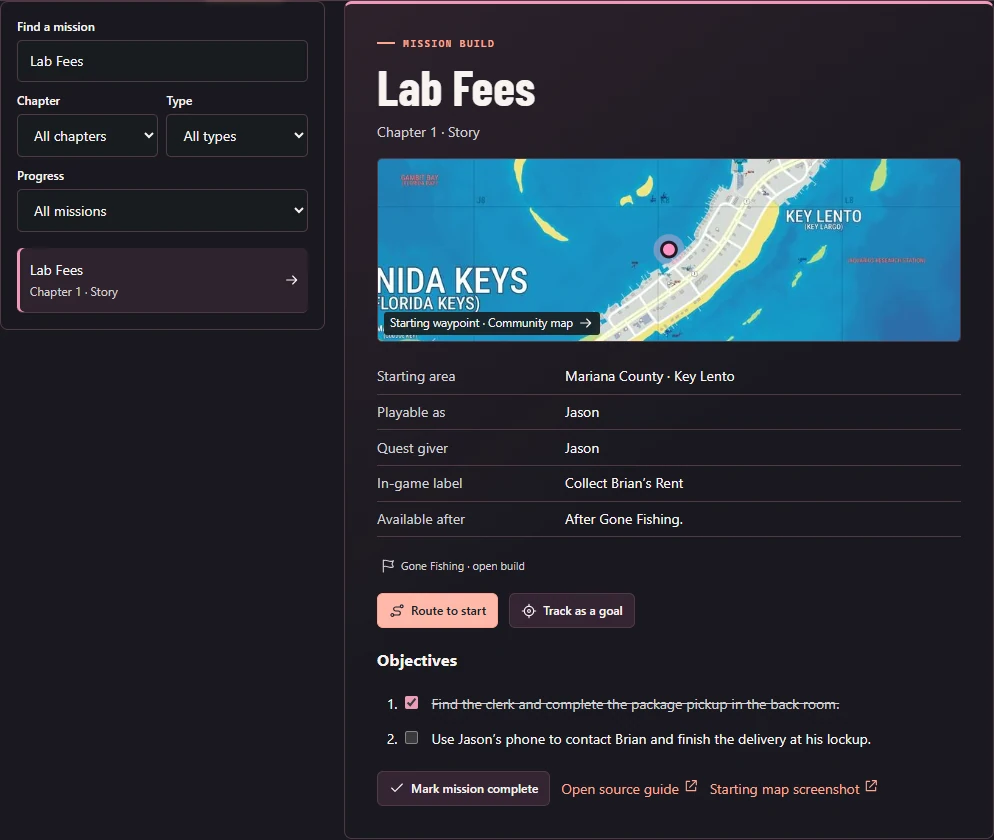 Find a mission
Lab Fees
Chapter
Type
All chapters
All types
Progress
All missions
Lab Fees
Chapter 1 · Story
MISSION BUILD
Lab Fees
Chapter 1 · Story
GAMBIT BAY
KEY LENTO
(KEY LARGO)
NIDA KEYS
FLORIDA KEYS)
Starting waypoint · Community map
Starting area
Mariana County · Key Lento
Playable as
Jason
Quest giver
Jason
In-game label
Collect Brian’s Rent
Available after
After Gone Fishing.
Gone Fishing · open build
Route to start
Track as a goal
Objectives
1. Find the clerk and complete the package pickup in the back room.
2. Use Jason’s phone to contact Brian and finish the delivery at his lockup.
Mark mission complete
Open source guide
Starting map screenshot